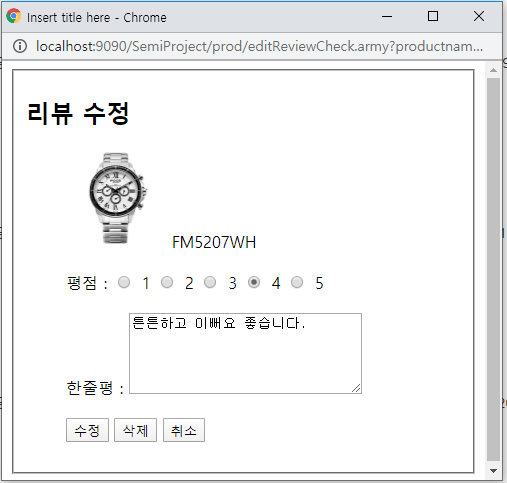 Insert title here - Chrome
localhost:9090/SemiProject/prod/editReviewCheck.army?productnam...
리뷰 수정
FM5207WH
평점 : 1 2 3 4 5
튼튼하고 이뻐요 좋습니다.
한줄평 :
수정 삭제 취소